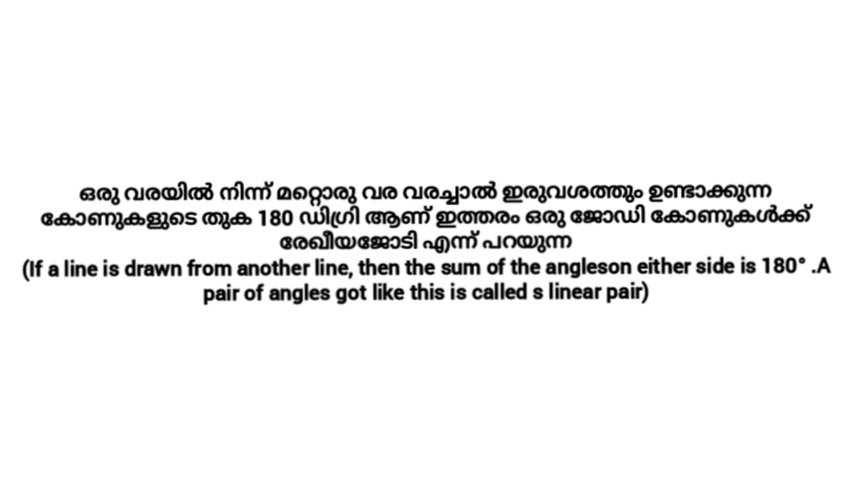 ഒരു വരയിൽ നിന്ന് മറ്റൊരു വര വരച്ചാൽ ഇരുവശത്തും ഉണ്ടാക്കുന്ന
കോണുകളുടെ തുക 180 ഡിഗ്രി ആണ് ഇത്തരം ഒരു ജോഡി കോണുകൾക്ക്
രേഖീയജോടി എന്ന് പറയുന്ന
(If a line is drawn from another line, then the sum of the angleson either side is 180° .A
pair of angles got like this is called s linear pair)